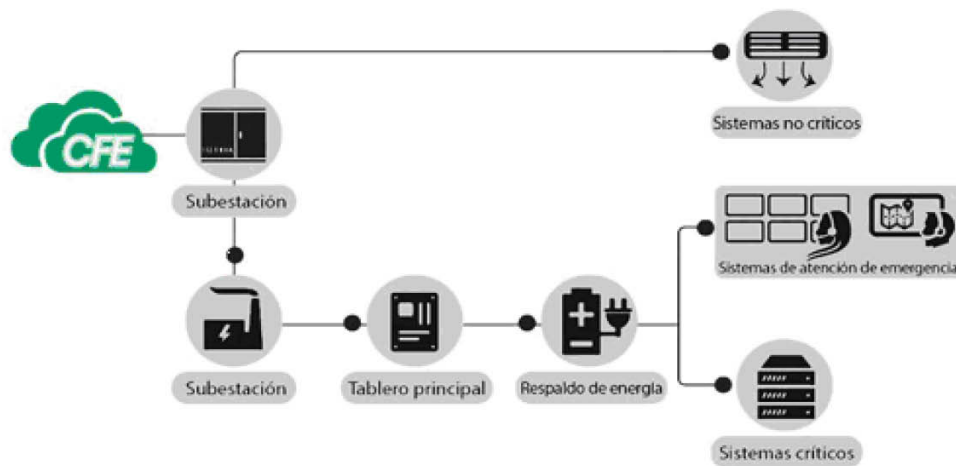 Sistemas no críticos
CFE
Subestación
Sistemas de atención de emergencia
Subestación
Tablero principal
Respaldo de energía
Sistemas críticos